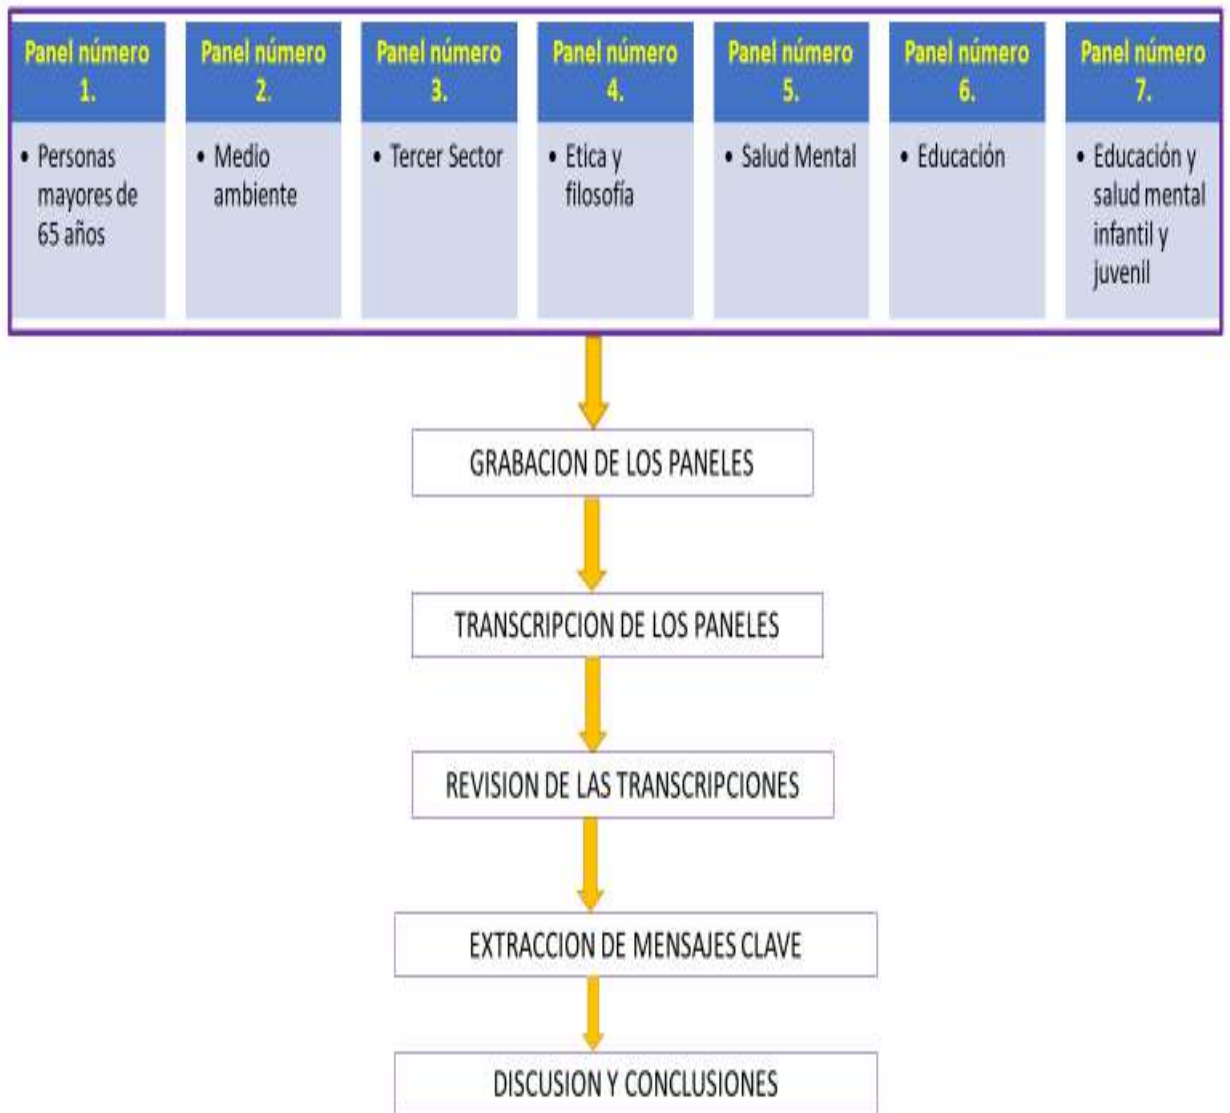 Panel número
1.
• Personas
mayores de
65 años
Panel número
2.
• Medio
ambiente
Panel número
3.
• Tercer Sector
Panel número
4.
• Etica y
filosofía
Panel número
5.
• Salud Mental
Panel número
6.
• Educación
Panel número
7.
• Educación y
salud mental
infantil y
juvenil
GRABACION DE LOS PANELES
TRANSCRIPCION DE LOS PANELES
REVISION DE LAS TRANSCRIPCIONES
EXTRACCION DE MENSAJES CLAVE
DISCUSION Y CONCLUSIONES